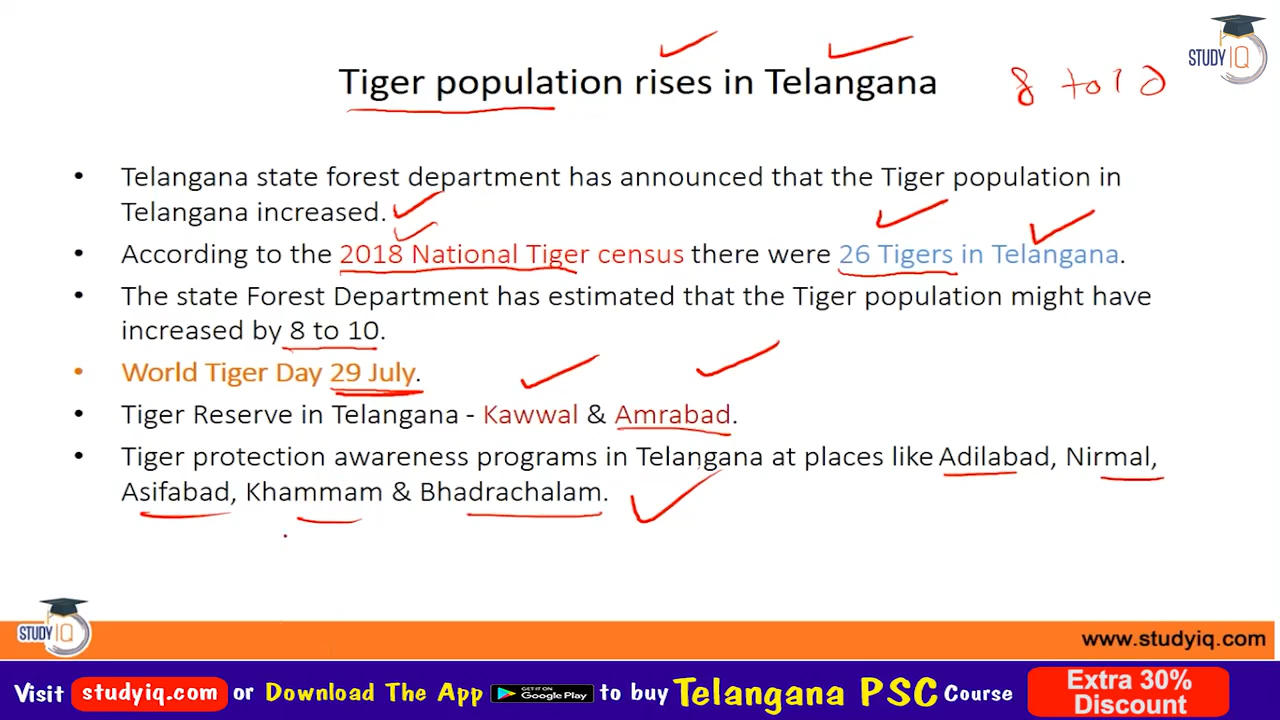 STUDY IQ
Tiger population rises in Telangana
8 to 10
• Telangana state forest department has announced that the Tiger population in
Telangana increased.
• According to the 2018 National Tiger census there were 26 Tigers in Telangana.
• The state Forest Department has estimated that the Tiger population might have
increased by 8 to 10.
• World Tiger Day 29 July.
• Tiger Reserve in Telangana - Kawwal & Amrabad.
• Tiger protection awareness programs in Telangana at places like Adilabad, Nirmal,
Asifabad, Khammam & Bhadrachalam.
STUDY IQ
www.studyiq.com
Visit studyiq.com or Download The App GET IT ON Google Play to buy Telangana PSC Course
Extra 30%
Discount